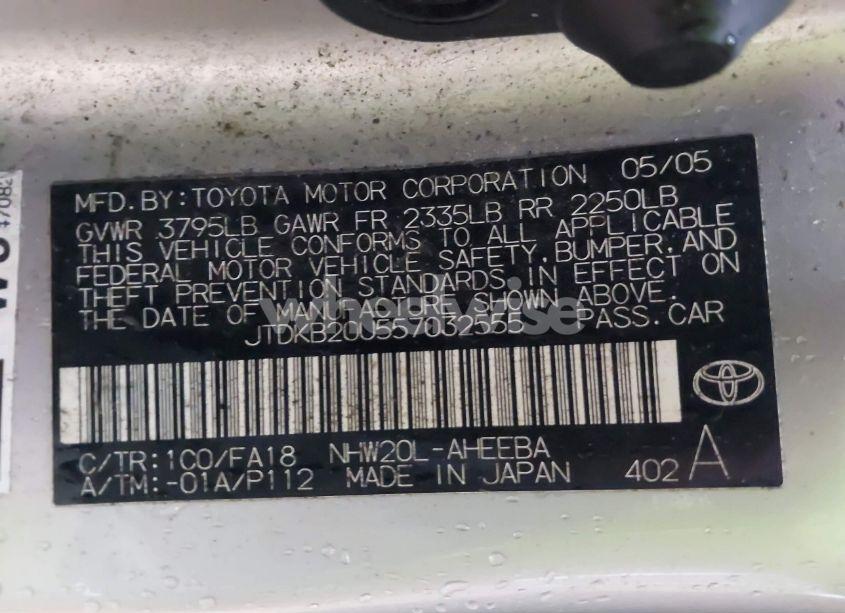 MFD. BY: TOYOTA MOTOR CORPORATION 05/05
GVWR 3795LB GAWR FR 2335LB RR 2250LB
THIS VEHICLE CONFORMS TO ALL APPLICABLE
FEDERAL MOTOR VEHICLE SAFETY, BUMPER, AND
THEFT PREVENTION STANDARDS IN EFFECT ON
THE DATE OF MANUFACTURE SHOWN ABOVE.
PASS. CAR
C/TR: 1C0/FA18 NHW20L-AHEEBA
A/TM: -01A/P112 MADE IN JAPAN 402 A